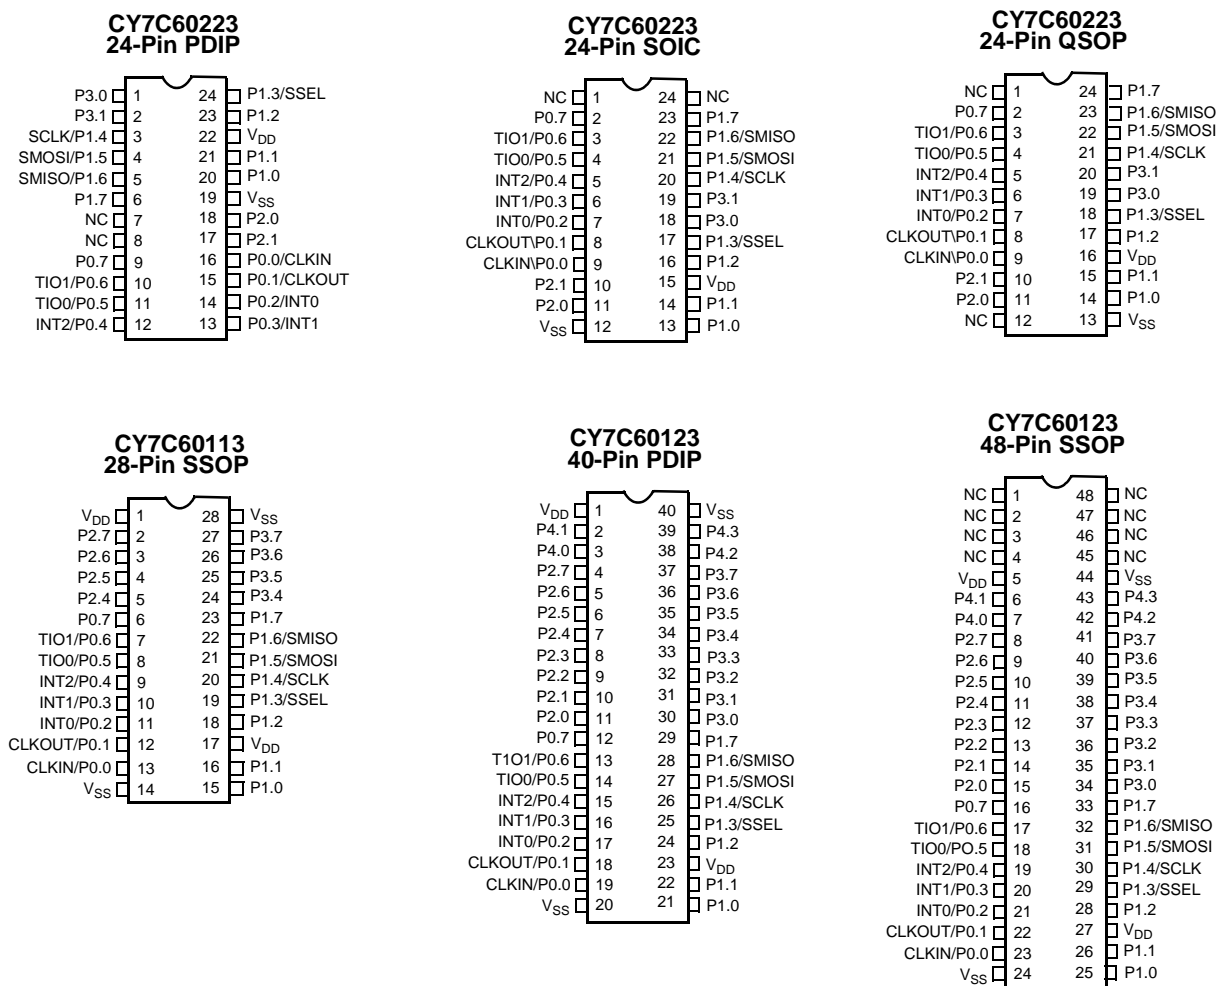 CY7C60223
24-Pin PDIP
P3.0 1 24 P1.3/SSEL
P3.1 2 23 P1.2
SCLK/P1.4 3 22 VDD
SMOSI/P1.5 4 21 P1.1
SMISO/P1.6 5 20 P1.0
P1.7 6 19 VSS
NC 7 18 P2.0
NC 8 17 P2.1
P0.7 9 16 P0.0/CLKIN
TIO1/P0.6 10 15 P0.1/CLKOUT
TIO0/P0.5 11 14 P0.2/INT0
INT2/P0.4 12 13 P0.3/INT1
CY7C60223
24-Pin SOIC
NC 1 24 NC
P0.7 2 23 P1.7
TIO1/P0.6 3 22 P1.6/SMISO
TIO0/P0.5 4 21 P1.5/SMOSI
INT2/P0.4 5 20 P1.4/SCLK
INT1/P0.3 6 19 P3.1
INT0/P0.2 7 18 P3.0
CLKOUT\P0.1 8 17 P1.3/SSEL
CLKIN\P0.0 9 16 P1.2
P2.1 10 15 VDD
P2.0 11 14 P1.1
VSS 12 13 P1.0
CY7C60223
24-Pin QSOP
NC 1 24 P1.7
P0.7 2 23 P1.6/SMISO
TIO1/P0.6 3 22 P1.5/SMOSI
TIO0/P0.5 4 21 P1.4/SCLK
INT2/P0.4 5 20 P3.1
INT1/P0.3 6 19 P3.0
INT0/P0.2 7 18 P1.3/SSEL
CLKOUT\P0.1 8 17 P1.2
CLKIN\P0.0 9 16 VDD
P2.1 10 15 P1.1
P2.0 11 14 P1.0
NC 12 13 VSS
CY7C60113
28-Pin SSOP
VDD 1 28 VSS
P2.7 2 27 P3.7
P2.6 3 26 P3.6
P2.5 4 25 P3.5
P2.4 5 24 P3.4
P0.7 6 23 P1.7
TIO1/P0.6 7 22 P1.6/SMISO
TIO0/P0.5 8 21 P1.5/SMOSI
INT2/P0.4 9 20 P1.4/SCLK
INT1/P0.3 10 19 P1.3/SSEL
INT0/P0.2 11 18 P1.2
CLKOUT/P0.1 12 17 VDD
CLKIN/P0.0 13 16 P1.1
VSS 14 15 P1.0
CY7C60123
40-Pin PDIP
VDD 1 40 VSS
P4.1 2 39 P4.3
P4.0 3 38 P4.2
P2.7 4 37 P3.7
P2.6 5 36 P3.6
P2.5 6 35 P3.5
P2.4 7 34 P3.4
P2.3 8 33 P3.3
P2.2 9 32 P3.2
P2.1 10 31 P3.1
P2.0 11 30 P3.0
P0.7 12 29 P1.7
T1O1/P0.6 13 28 P1.6/SMISO
TIO0/P0.5 14 27 P1.5/SMOSI
INT2/P0.4 15 26 P1.4/SCLK
INT1/P0.3 16 25 P1.3/SSEL
INT0/P0.2 17 24 P1.2
CLKOUT/P0.1 18 23 VDD
CLKIN/P0.0 19 22 P1.1
VSS 20 21 P1.0
CY7C60123
48-Pin SSOP
NC 1 48 NC
NC 2 47 NC
NC 3 46 NC
NC 4 45 NC
VDD 5 44 VSS
P4.1 6 43 P4.3
P4.0 7 42 P4.2
P2.7 8 41 P3.7
P2.6 9 40 P3.6
P2.5 10 39 P3.5
P2.4 11 38 P3.4
P2.3 12 37 P3.3
P2.2 13 36 P3.2
P2.1 14 35 P3.1
P2.0 15 34 P3.0
P0.7 16 33 P1.7
TIO1/P0.6 17 32 P1.6/SMISO
TIO0/PO.5 18 31 P1.5/SMOSI
INT2/P0.4 19 30 P1.4/SCLK
INT1/P0.3 20 29 P1.3/SSEL
INT0/P0.2 21 28 P1.2
CLKOUT/P0.1 22 27 VDD
CLKIN/P0.0 23 26 P1.1
VSS 24 25 P1.0